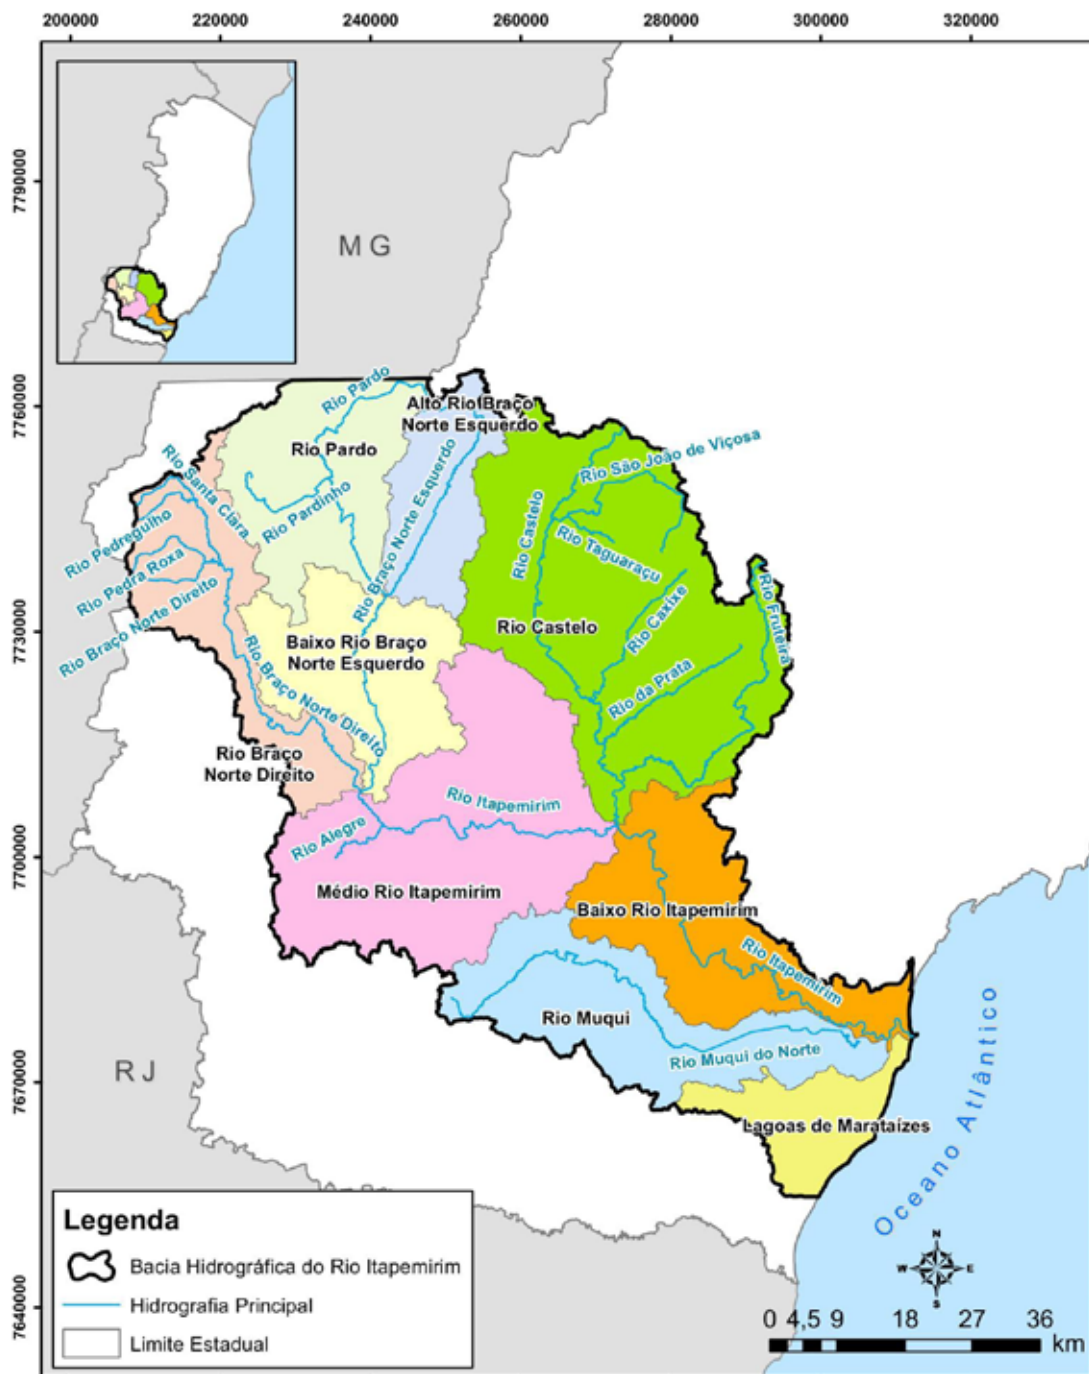 200000 220000 240000 260000 280000 300000 320000
7790000
MG
7760000
Rio Pardo
Alto Rio Braço
Norte Esquerdo
Rio Pardo
Rio São João de Viçosa
Rio Santa Clara
Rio Pardinho
Rio Braço Norte Esquerdo
Rio Castelo
Rio Taguaraçu
Rio Pedregulho
Rio Pedra Roxa
Rio Braço Norte Direito
Rio Caxixe
Rio Fruteira
7730000
Rio Castelo
Baixo Rio Braço
Norte Esquerdo
Rio Braço Norte Direito
Rio da Prata
Rio Braço
Norte Direito
Rio Itapemirim
Rio Alegre
7700000
Médio Rio Itapemirim
Baixo Rio Itapemirim
Rio Itapemirim
Rio Muqui
Rio Muqui do Norte
7670000
RJ
Lagoas de Marataízes
Oceano Atlântico
Legenda
Bacia Hidrográfica do Rio Itapemirim
Hidrografia Principal
Limite Estadual
7640000
N
W E
S
0 4,5 9 18 27 36
km